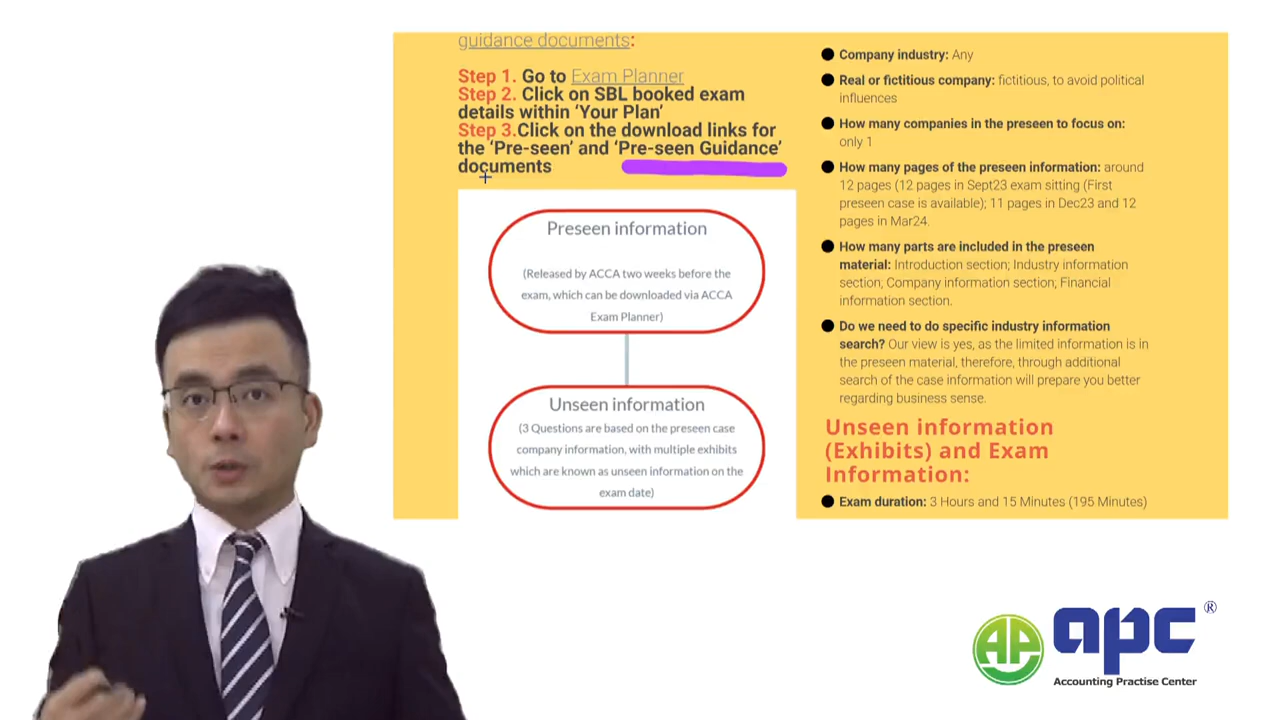 guidance documents:
Step 1. Go to Exam Planner
Step 2. Click on SBL booked exam
details within ‘Your Plan’
Step 3.Click on the download links for
the ‘Pre-seen’ and ‘Pre-seen Guidance’
documents
Preseen information
(Released by ACCA two weeks before the
exam, which can be downloaded via ACCA
Exam Planner)
Unseen information
(3 Questions are based on the preseen case
company information, with multiple exhibits
which are known as unseen information on the
exam date)
Company industry: Any
Real or fictitious company: fictitious, to avoid political
influences
How many companies in the preseen to focus on:
only 1
How many pages of the preseen information: around
12 pages (12 pages in Sept23 exam sitting (First
preseen case is available); 11 pages in Dec23 and 12
pages in Mar24.
How many parts are included in the preseen
material: Introduction section; Industry information
section; Company information section; Financial
information section.
Do we need to do specific industry information
search? Our view is yes, as the limited information is in
the preseen material, therefore, through additional
search of the case information will prepare you better
regarding business sense.
Unseen information
(Exhibits) and Exam
Information:
Exam duration: 3 Hours and 15 Minutes (195 Minutes)
AP apc ®
Accounting Practise Center